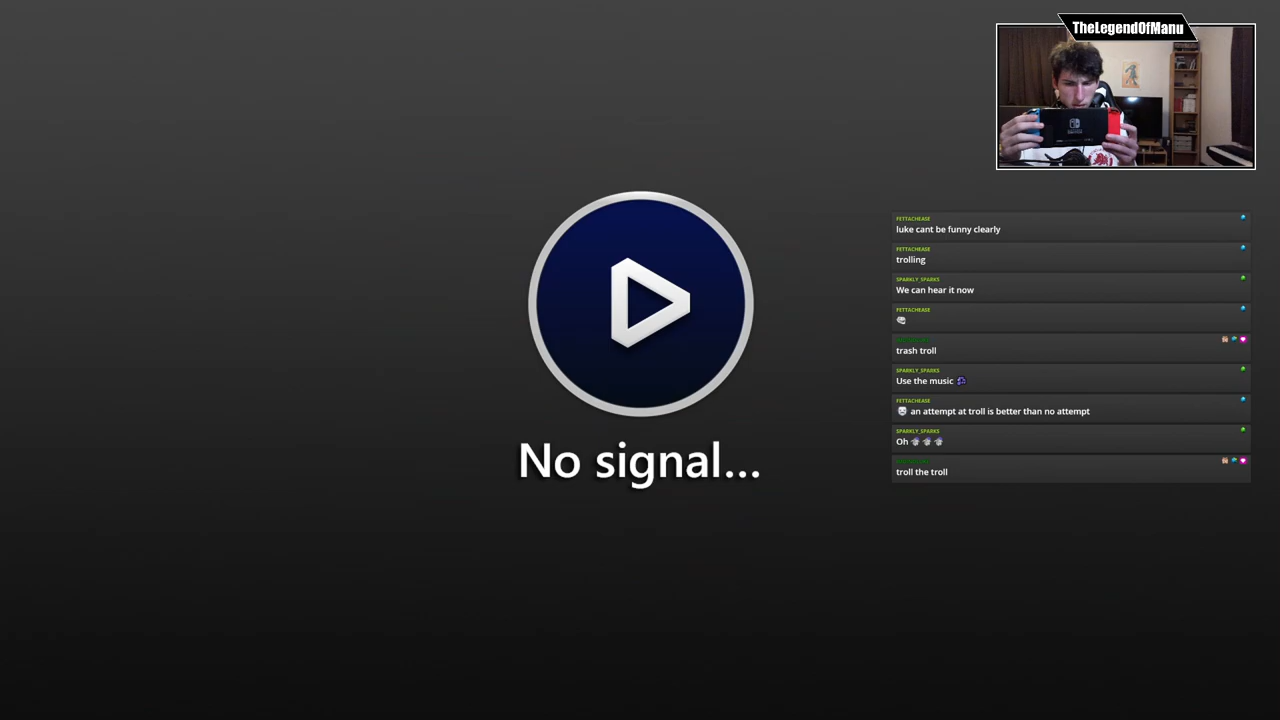 TheLegendOfManu
FETTACHEASE
luke cant be funny clearly
FETTACHEASE
trolling
SPARKLY_SPARKS
We can hear it now
FETTACHEASE
trash troll
SPARKLY_SPARKS
Use the music
FETTACHEASE
an attempt at troll is better than no attempt
SPARKLY_SPARKS
Oh
troll the troll
No signal...